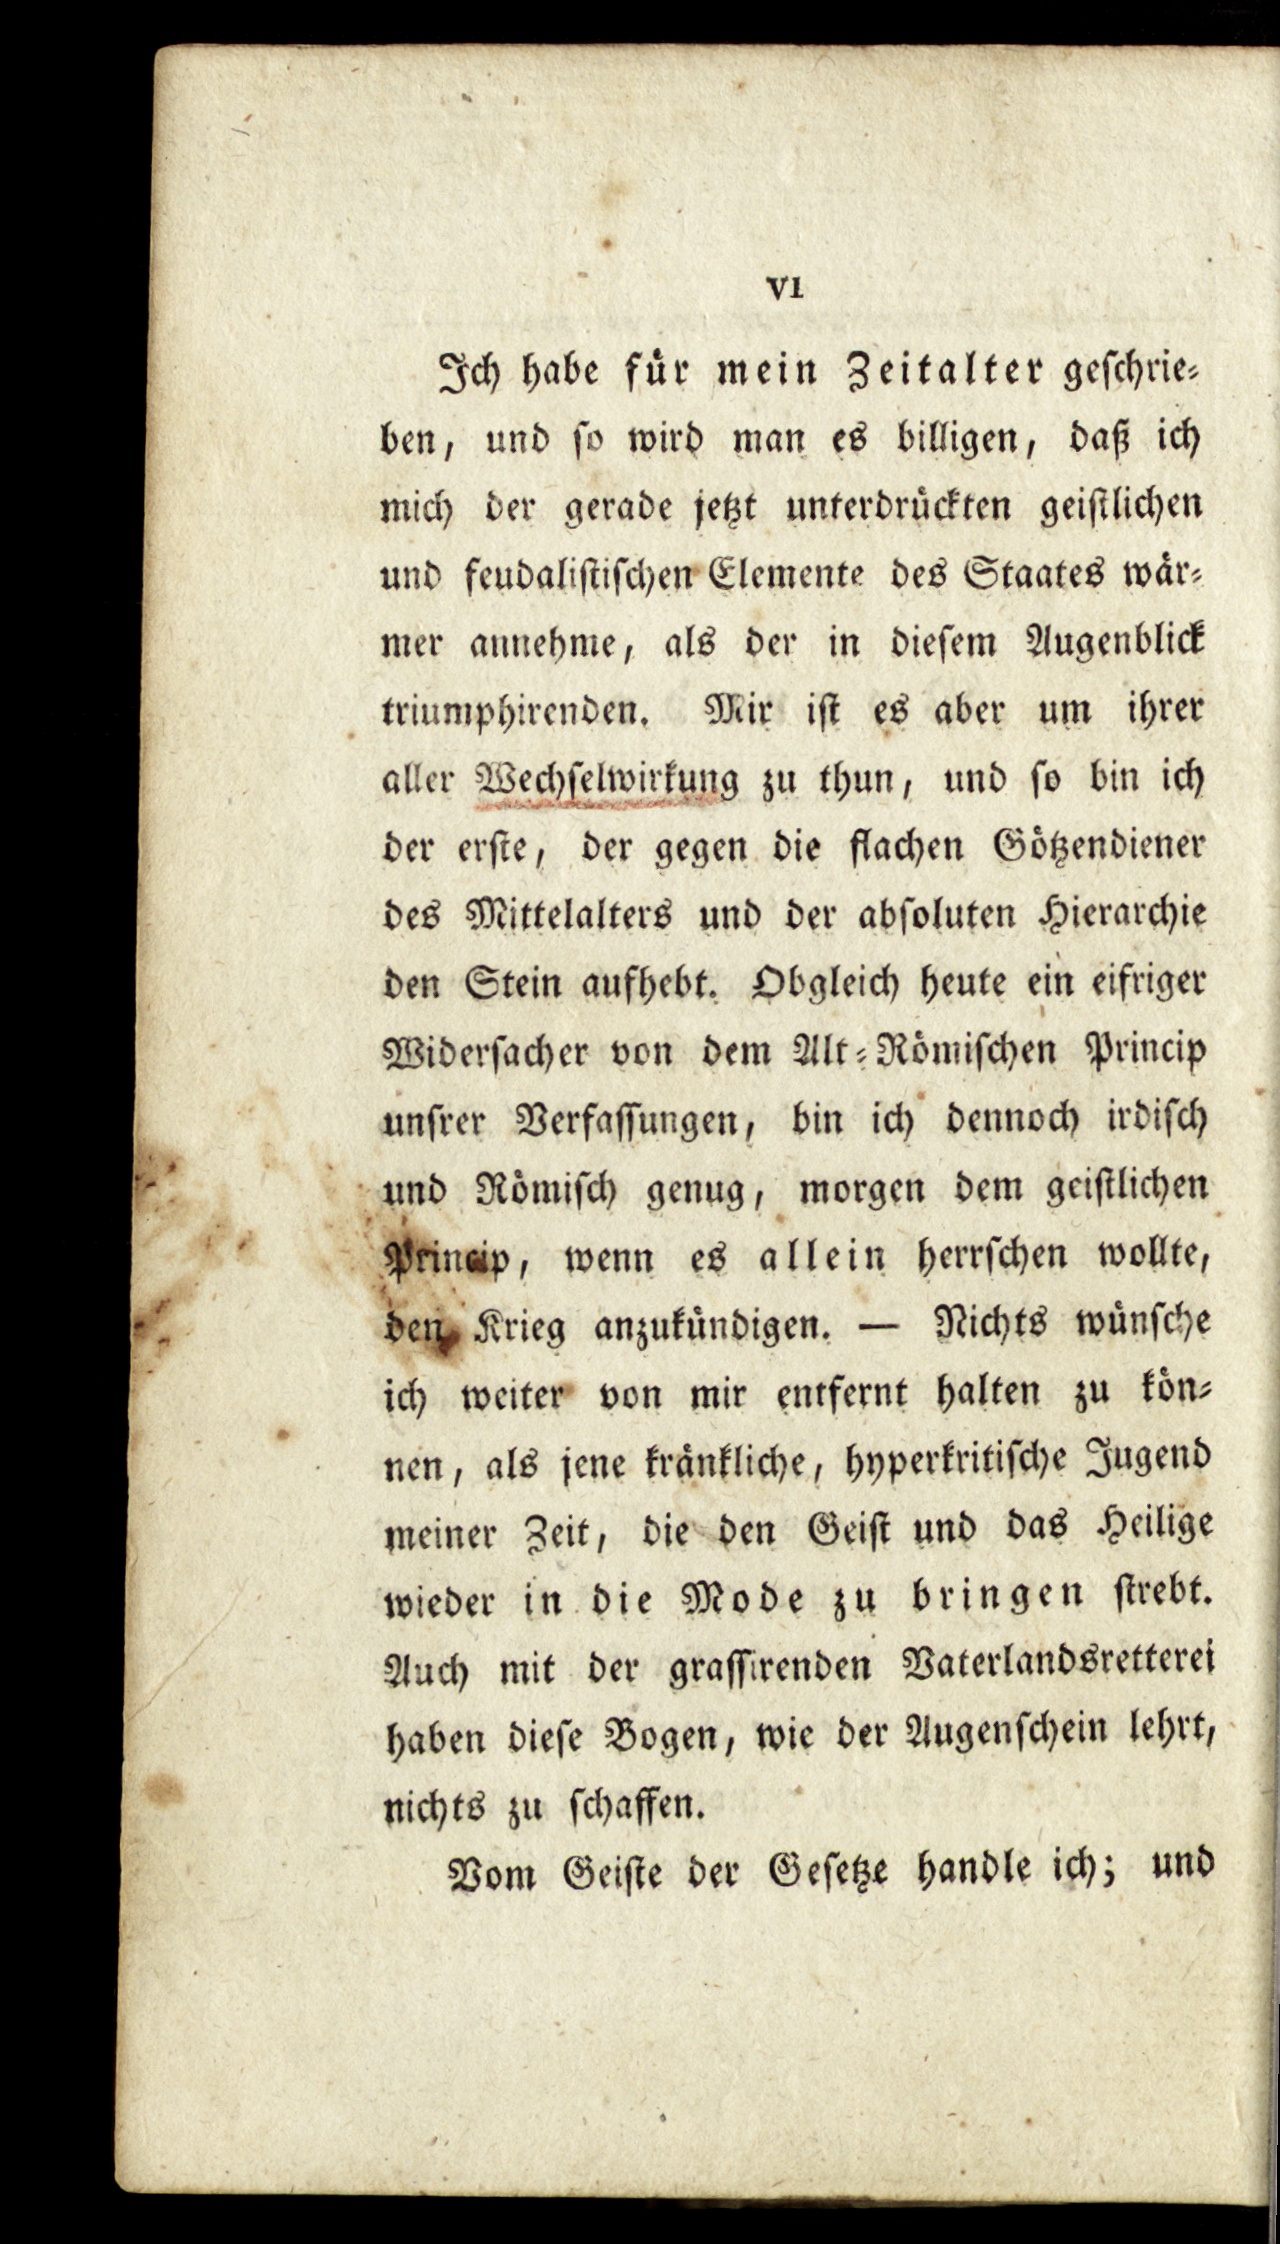 VI
Ich habe für mein Zeitalter geschrie-
ben, und so wird man es billigen, daß ich
mich der gerade jetzt unterdrückten geistlichen
und feudalistischen Elemente des Staates wär-
mer annehme, als der in diesem Augenblick
triumphirenden. Mir ist es aber um ihrer
aller Wechselwirkung zu thun, und so bin ich
der erste, der gegen die flachen Götzendiener
des Mittelalters und der absoluten Hierarchie
den Stein aufhebt. Obgleich heute ein eifriger
Widersacher von dem Alt-Römischen Princip
unsrer Verfassungen, bin ich dennoch irdisch
und Römisch genug, morgen dem geistlichen
Princip, wenn es allein herrschen wollte,
den Krieg anzukündigen. — Nichts wünsche
ich weiter von mir entfernt halten zu kön-
nen, als jene kränkliche, hyperkritische Jugend
meiner Zeit, die den Geist und das Heilige
wieder in die Mode zu bringen strebt.
Auch mit der grassirenden Vaterlandsretterei
haben diese Bogen, wie der Augenschein lehrt,
nichts zu schaffen.
Vom Geiste der Gesetze handle ich; und